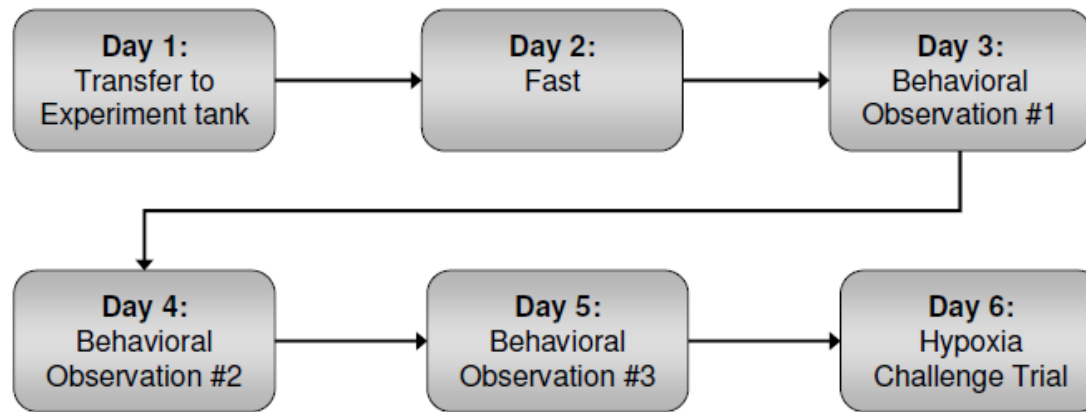 Day 1:
Transfer to
Experiment tank
Day 2:
Fast
Day 3:
Behavioral
Observation #1
Day 4:
Behavioral
Observation #2
Day 5:
Behavioral
Observation #3
Day 6:
Hypoxia
Challenge Trial